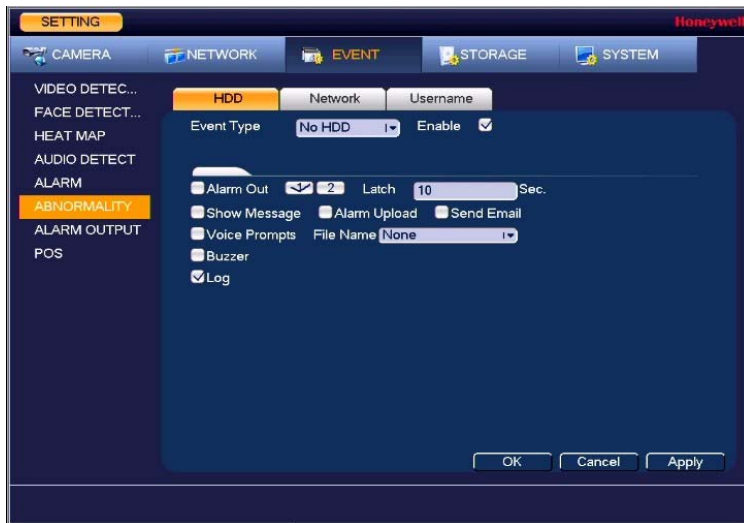 SETTING
Honeywell
CAMERA NETWORK EVENT STORAGE SYSTEM
VIDEO DETEC...
FACE DETECT...
HEAT MAP
AUDIO DETECT
ALARM
ABNORMALITY
ALARM OUTPUT
POS
HDD Network Username
Event Type No HDD Enable
Alarm Out 1 2 Latch 10 Sec.
Show Message Alarm Upload Send Email
Voice Prompts File Name None
Buzzer
Log
OK Cancel Apply